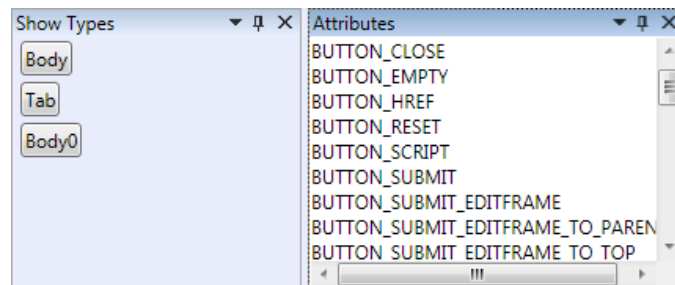 Show Types
Body
Tab
Body0
Attributes
BUTTON_CLOSE
BUTTON_EMPTY
BUTTON_HREF
BUTTON_RESET
BUTTON_SCRIPT
BUTTON_SUBMIT
BUTTON_SUBMIT_EDITFRAME
BUTTON_SUBMIT_EDITFRAME_TO_PAREN
BUTTON_SUBMIT_EDITFRAME_TO_TOP